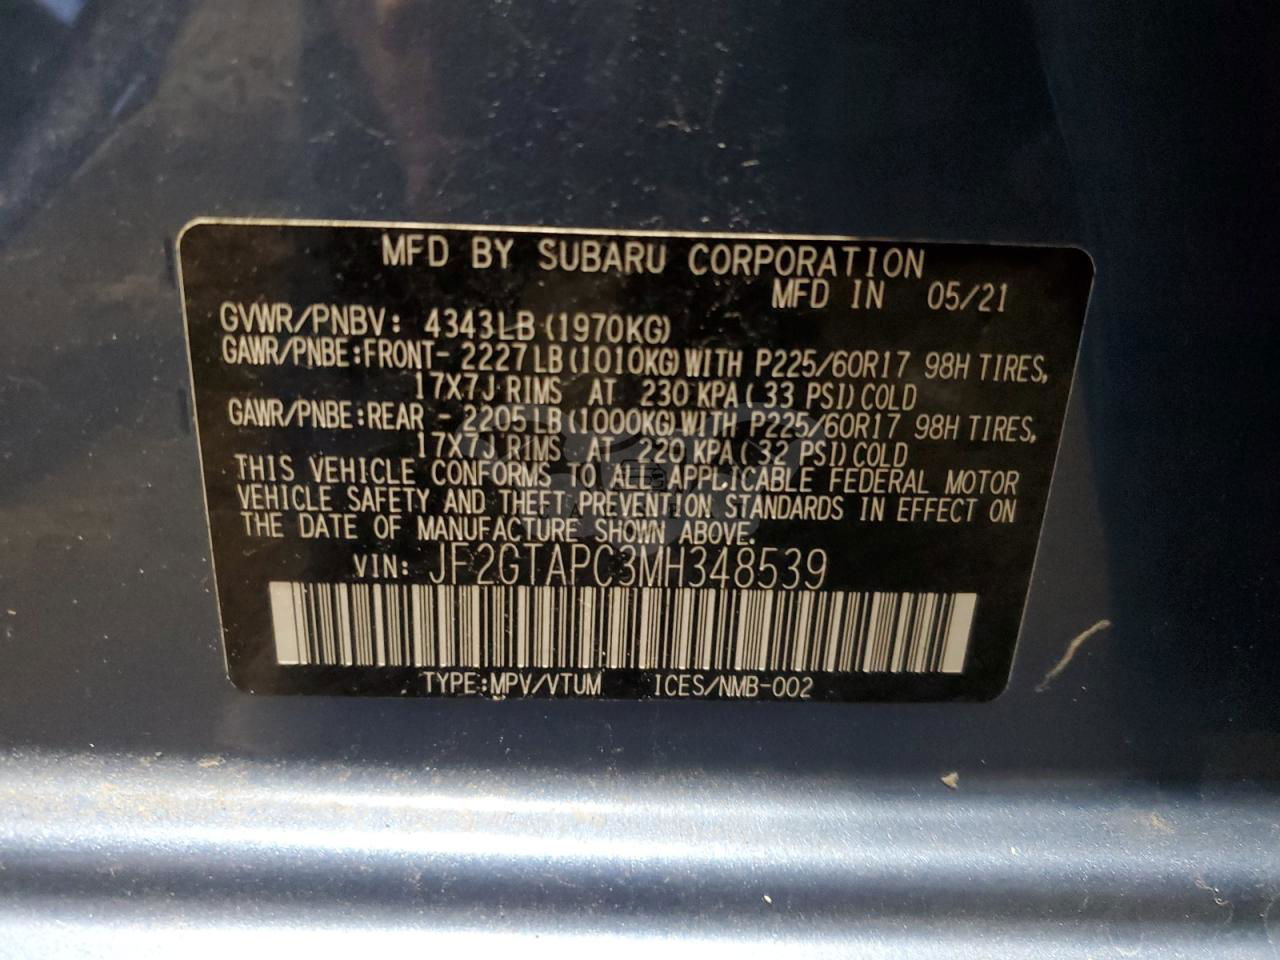 MFD BY SUBARU CORPORATION
MFD IN 05/21
GVWR/PNBV: 4343LB (1970KG)
GAWR/PNBE:FRONT- 2227LB(1010KG)WITH P225/60R17 98H TIRES,
17X7J RIMS AT 230 KPA(33 PSI)COLD
GAWR/PNBE:REAR - 2205LB(1000KG)WITH P225/60R17 98H TIRES,
17X7J RIMS AT 220 KPA(32 PSI)COLD
THIS VEHICLE CONFORMS TO ALL APPLICABLE FEDERAL MOTOR
VEHICLE SAFETY AND THEFT PREVENTION STANDARDS IN EFFECT ON
THE DATE OF MANUFACTURE SHOWN ABOVE.
VIN: JF2GTAPC3MH348539
TYPE:MPV/VTUM ICES/NMB-002